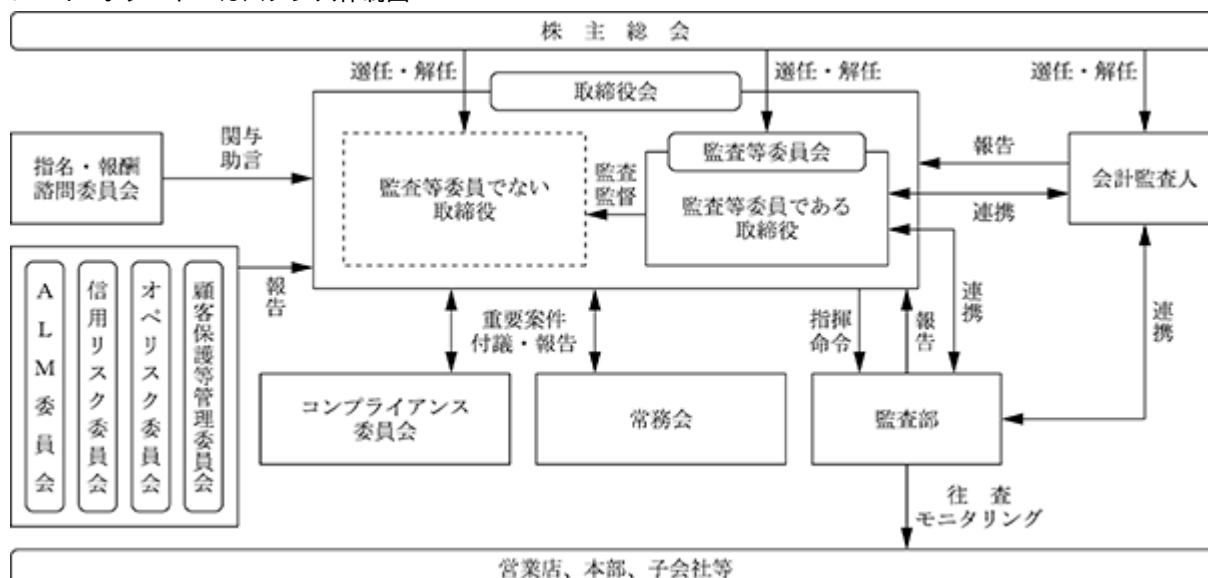 株主総会
選任・解任
選任・解任
選任・解任
取締役会
指名・報酬
諮問委員会
関与
助言
監査等委員でない
取締役
監査
監督
監査等委員会
監査等委員である
取締役
報告
連携
会計監査人
ALM委員会
信用リスク委員会
オペリスク委員会
顧客保護等管理委員会
報告
重要案件
付議・報告
指揮
命令
報告
連携
連携
コンプライアンス
委員会
常務会
監査部
往査
モニタリング
営業店、本部、子会社等